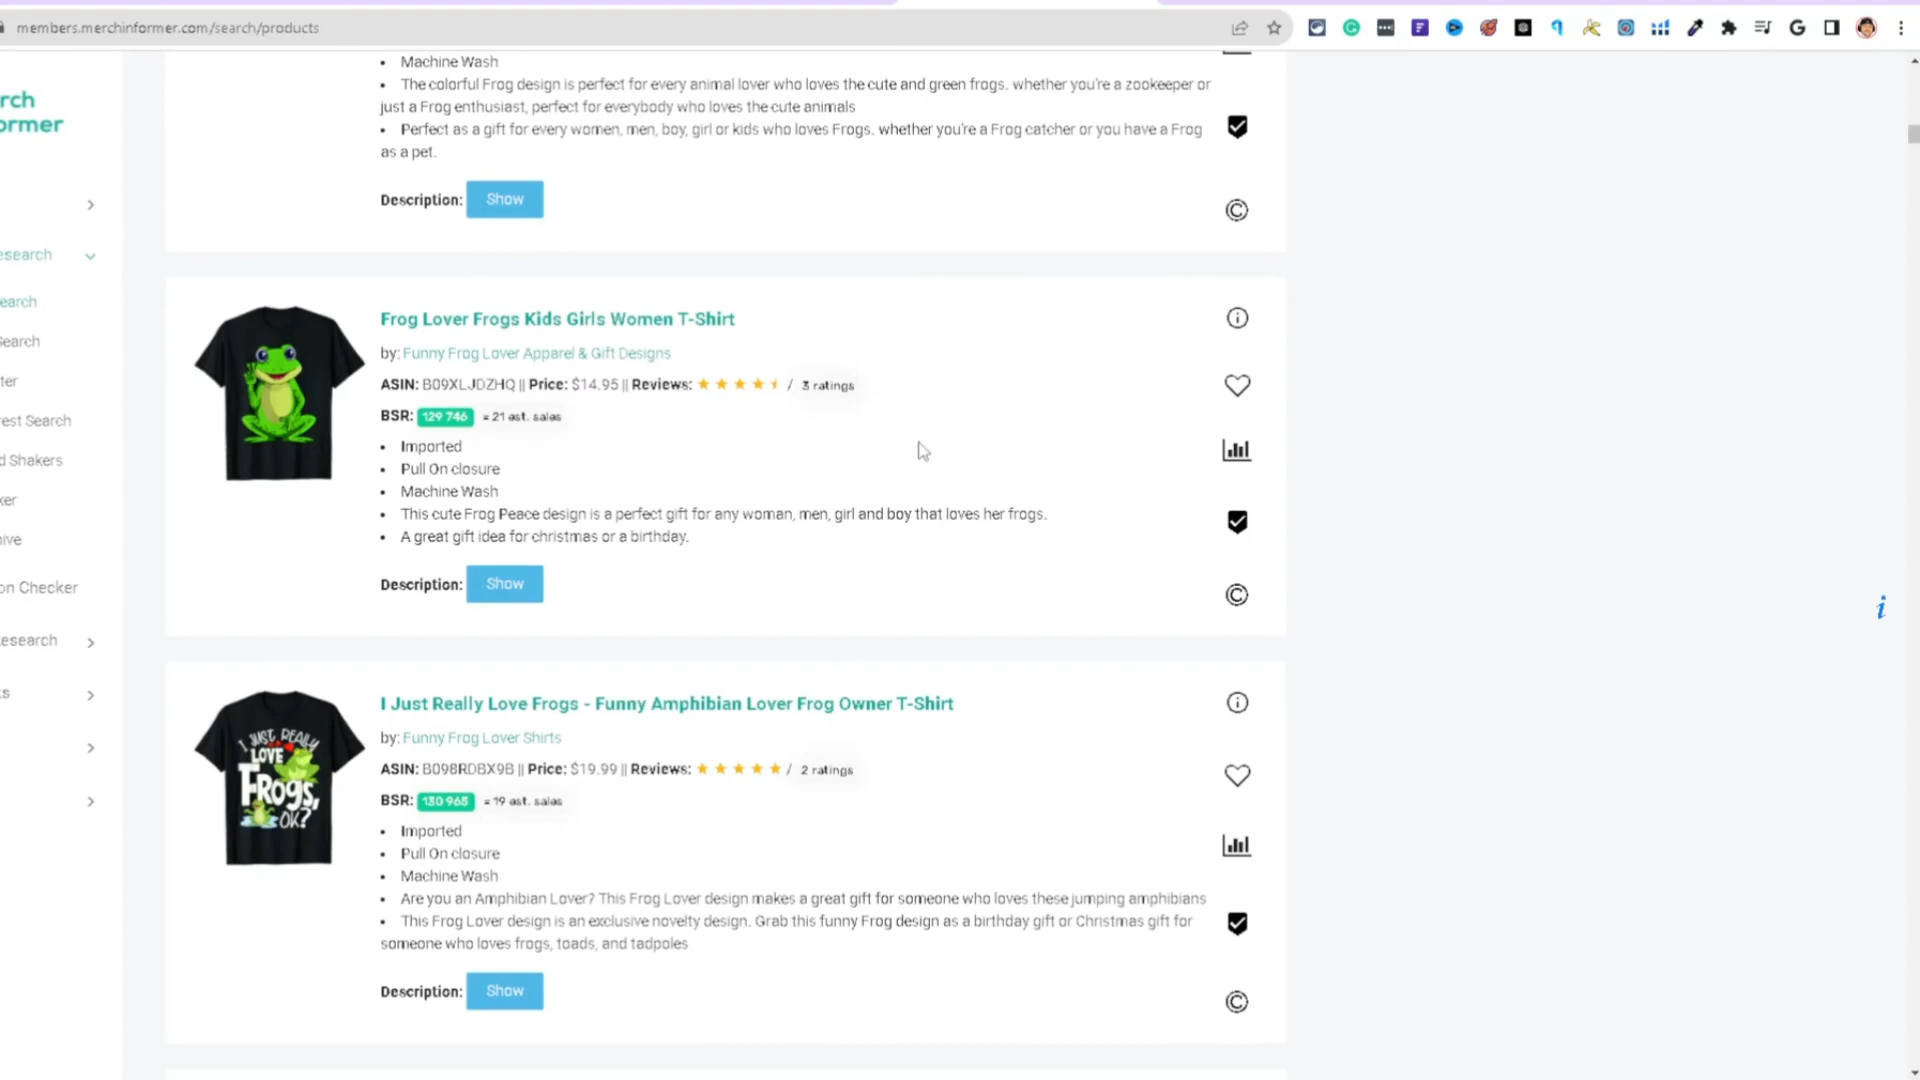 members.merchinformer.com/search/products
• Machine Wash
• The colorful Frog design is perfect for every animal lover who loves the cute and green frogs. whether you're a zookeeper or
just a Frog enthusiast, perfect for everybody who loves the cute animals
• Perfect as a gift for every women, men, boy, girl or kids who loves Frogs. whether you're a Frog catcher or you have a Frog
as a pet.
Description: Show
rch
ormer
esearch
earch
Search
ter
rest Search
d Shakers
ker
hive
on Checker
esearch
s
Frog Lover Frogs Kids Girls Women T-Shirt
by: Funny Frog Lover Apparel & Gift Designs
ASIN: B09XLJDZHQ || Price: $14.95 || Reviews: / 3 ratings
BSR: 129 746 = 21 est. sales
• Imported
• Pull On closure
• Machine Wash
• This cute Frog Peace design is a perfect gift for any woman, men, girl and boy that loves her frogs.
• A great gift idea for christmas or a birthday.
Description: Show
I JUST REALLY
LOVE
FROGS,
OK?
I Just Really Love Frogs - Funny Amphibian Lover Frog Owner T-Shirt
by: Funny Frog Lover Shirts
ASIN: B098RDBX9B || Price: $19.99 || Reviews: / 2 ratings
BSR: 130 965 = 19 est. sales
• Imported
• Pull On closure
• Machine Wash
• Are you an Amphibian Lover? This Frog Lover design makes a great gift for someone who loves these jumping amphibians
• This Frog Lover design is an exclusive novelty design. Grab this funny Frog design as a birthday gift or Christmas gift for
someone who loves frogs, toads, and tadpoles
Description: Show